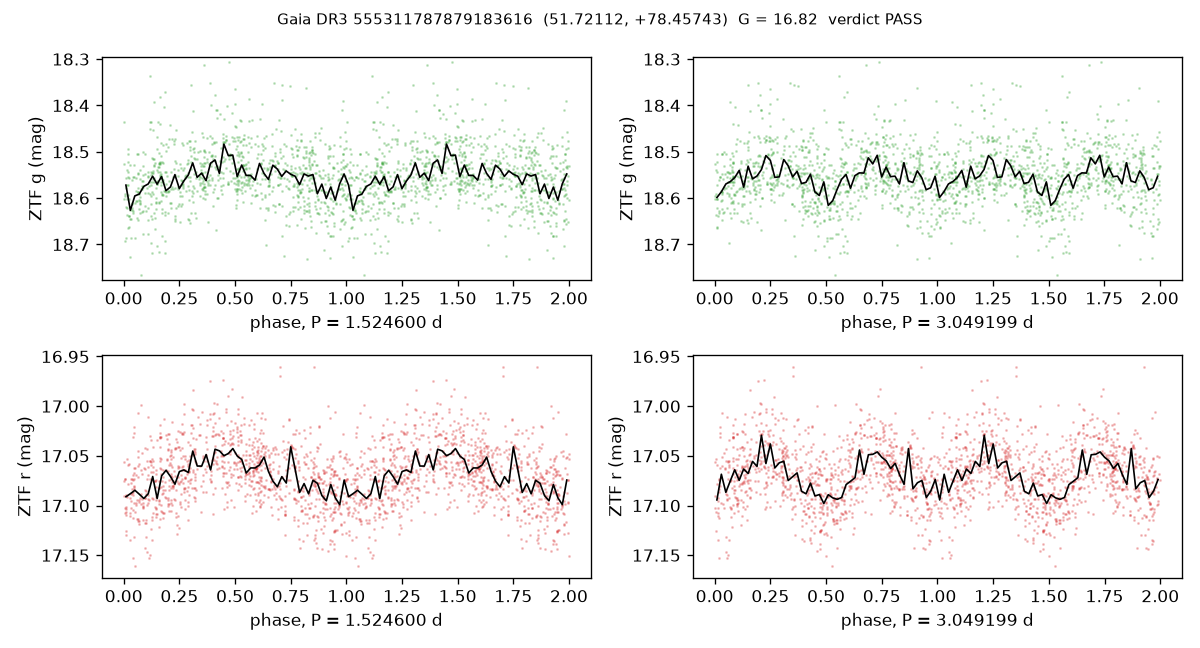 Gaia DR3 555311787879183616  (51.72112, +78.45743)  G = 16.82  verdict PASS
18.3
18.4
18.5
18.6
18.7
ZTF g (mag)
0.00 0.25 0.50 0.75 1.00 1.25 1.50 1.75 2.00
phase, P = 1.524600 d
18.3
18.4
18.5
18.6
18.7
ZTF g (mag)
0.00 0.25 0.50 0.75 1.00 1.25 1.50 1.75 2.00
phase, P = 3.049199 d
16.95
17.00
17.05
17.10
17.15
ZTF r (mag)
0.00 0.25 0.50 0.75 1.00 1.25 1.50 1.75 2.00
phase, P = 1.524600 d
16.95
17.00
17.05
17.10
17.15
ZTF r (mag)
0.00 0.25 0.50 0.75 1.00 1.25 1.50 1.75 2.00
phase, P = 3.049199 d